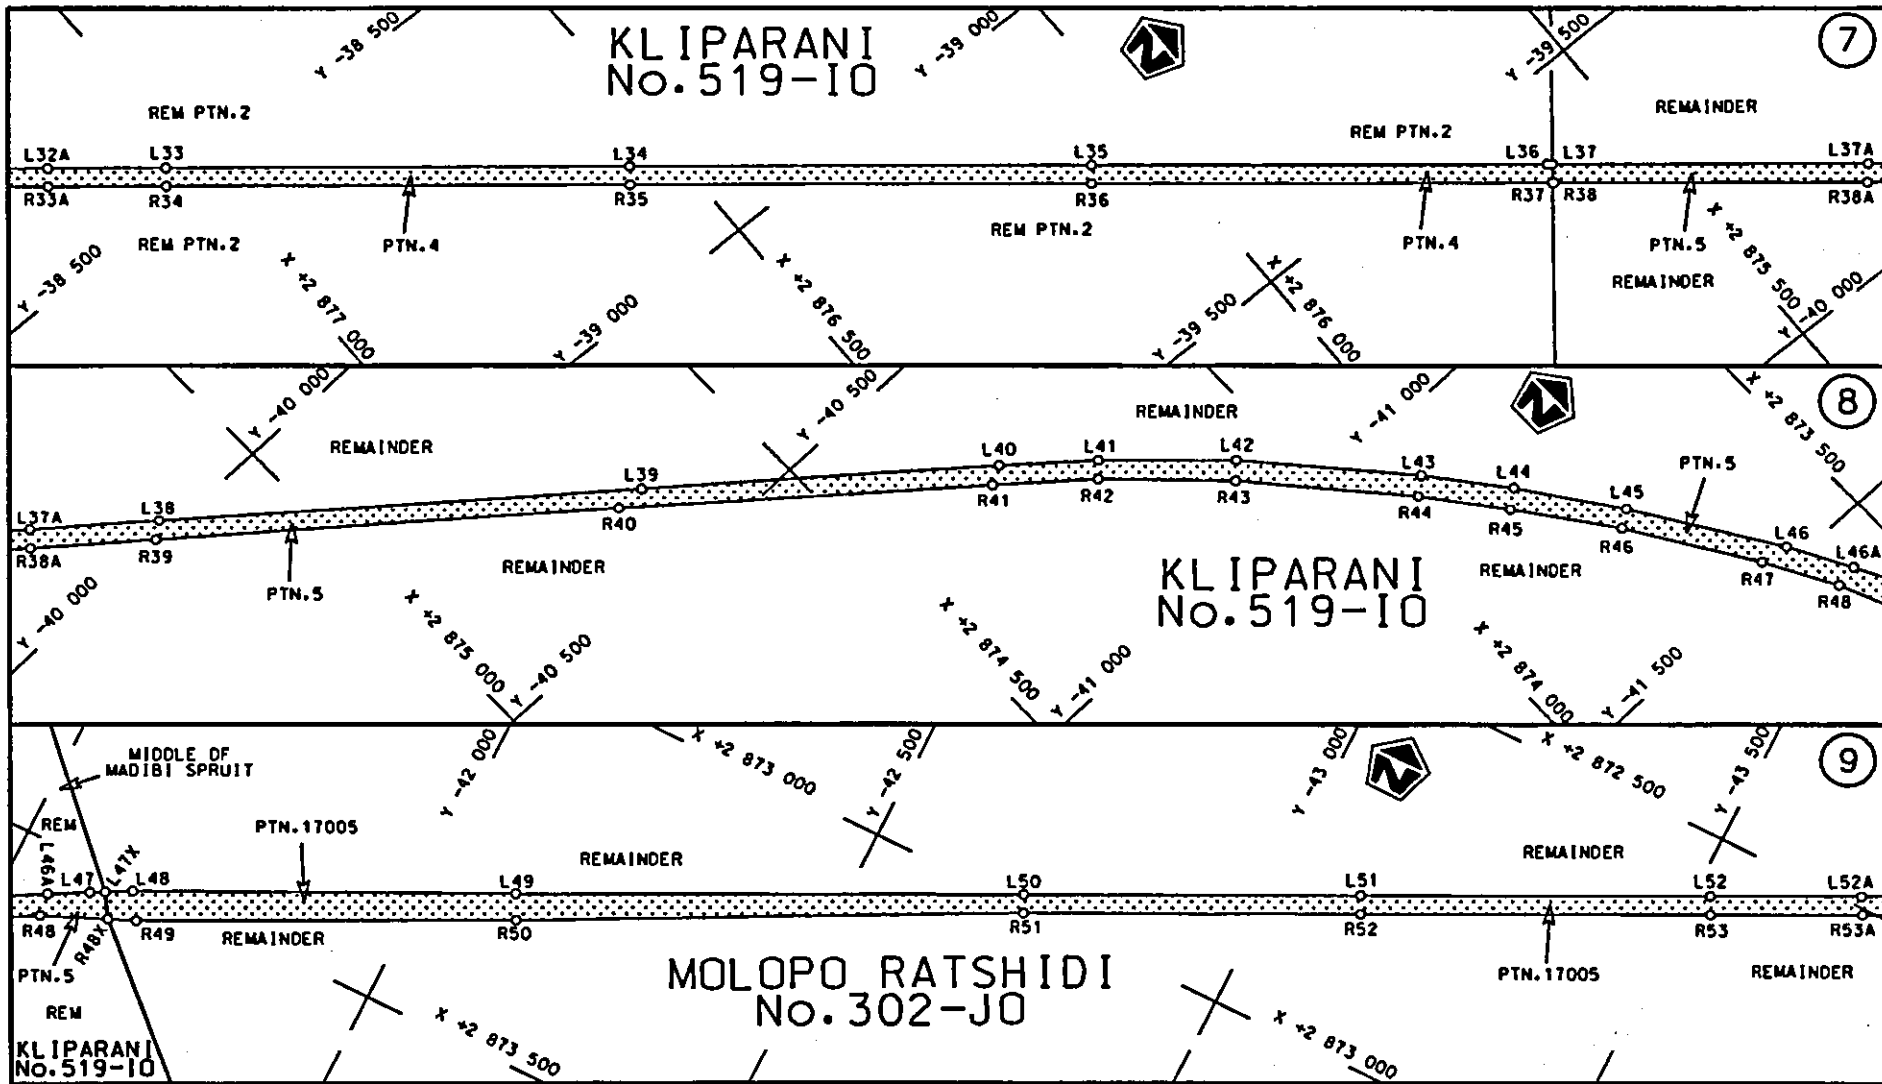 Y -38 500
KLIPARANI
No.519-IO
Y -39 000
Y -39 500
7
REM PTN.2
REM PTN.2
REMAINDER
L32A
L33
L34
L35
L36
L37
L37A
R33A
R34
R35
R36
R37
R38
R38A
REM PTN.2
PTN.4
REM PTN.2
PTN.4
PTN.5
REMAINDER
Y -38 500
X +2 877 000
Y -39 000
X +2 876 500
Y -39 500
X +2 876 000
X +2 875 500
Y -40 000
8
Y -40 000
REMAINDER
Y -40 500
REMAINDER
Y -41 000
X +2 873 500
L37A
L38
L39
L40
L41
L42
L43
L44
L45
PTN.5
L46
L46A
R38A
R39
R40
R41
R42
R43
R44
R45
R46
R47
R48
PTN.5
REMAINDER
KLIPARANI
No.519-IO
REMAINDER
Y -40 000
X +2 875 000
Y -40 500
X +2 874 500
Y -41 000
X +2 874 000
Y -41 500
9
MIDDLE OF
MADIBI SPRUIT
Y -42 000
X +2 873 000
Y -42 500
Y -43 000
X +2 872 500
Y -43 500
REM
PTN.17005
REMAINDER
REMAINDER
L46A
L47
L47X
L48
L49
L50
L51
L52
L52A
R48
R48X
R49
R50
R51
R52
R53
R53A
PTN.5
REMAINDER
PTN.17005
REMAINDER
MOLOPO RATSHIDI
No.302-JO
REM
KLIPARANI
No.519-IO
X +2 873 500
X +2 873 000